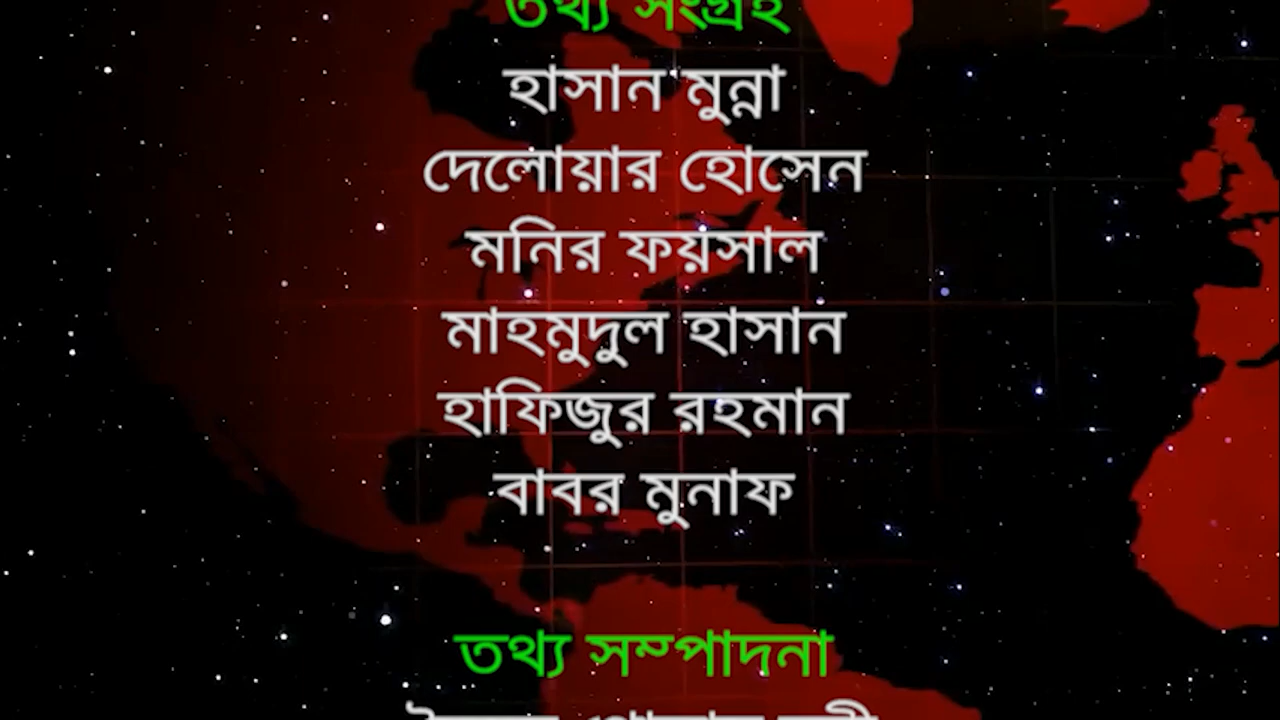 তথ্য সংগ্রহ
হাসান মুন্না
দেলোয়ার হোসেন
মনির ফয়সাল
মাহমুদুল হাসান
হাফিজুর রহমান
বাবর মুনাফ
তথ্য সম্পাদনা